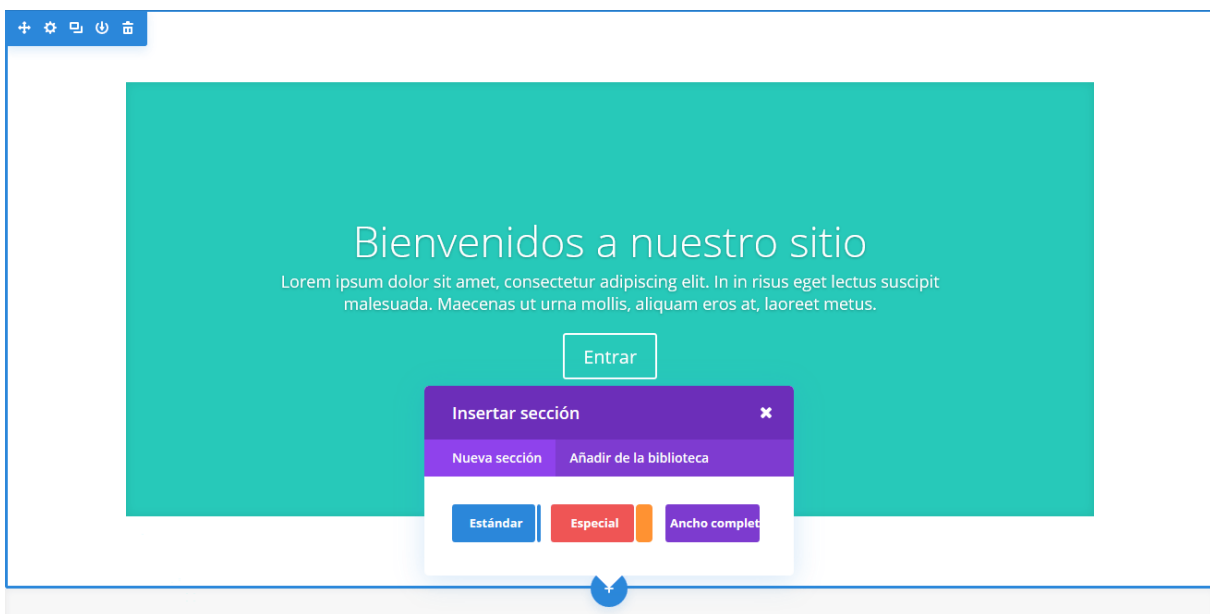 Bienvenidos a nuestro sitio
Lorem ipsum dolor sit amet, consectetur adipiscing elit. In in risus eget lectus suscipit
malesuada. Maecenas ut urna mollis, aliquam eros at, laoreet metus.
Entrar
Insertar sección
Nueva sección Añadir de la biblioteca
Estándar Especial Ancho complet